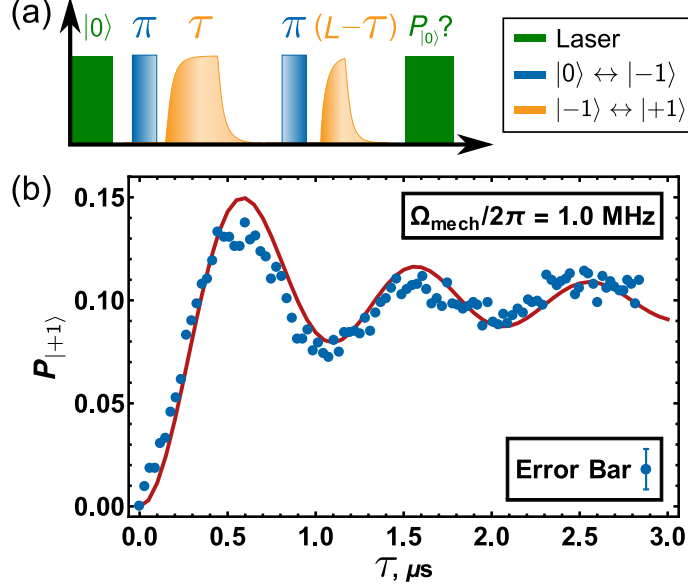 (a)
|0⟩ π τ π (L−τ) P|0⟩?
Laser
|0⟩ ↔ |−1⟩
|−1⟩ ↔ |+1⟩
(b)
Ωmech/2π = 1.0 MHz
Error Bar
P|+1⟩
0.15
0.10
0.05
0.00
0.0 0.5 1.0 1.5 2.0 2.5 3.0
τ, μs